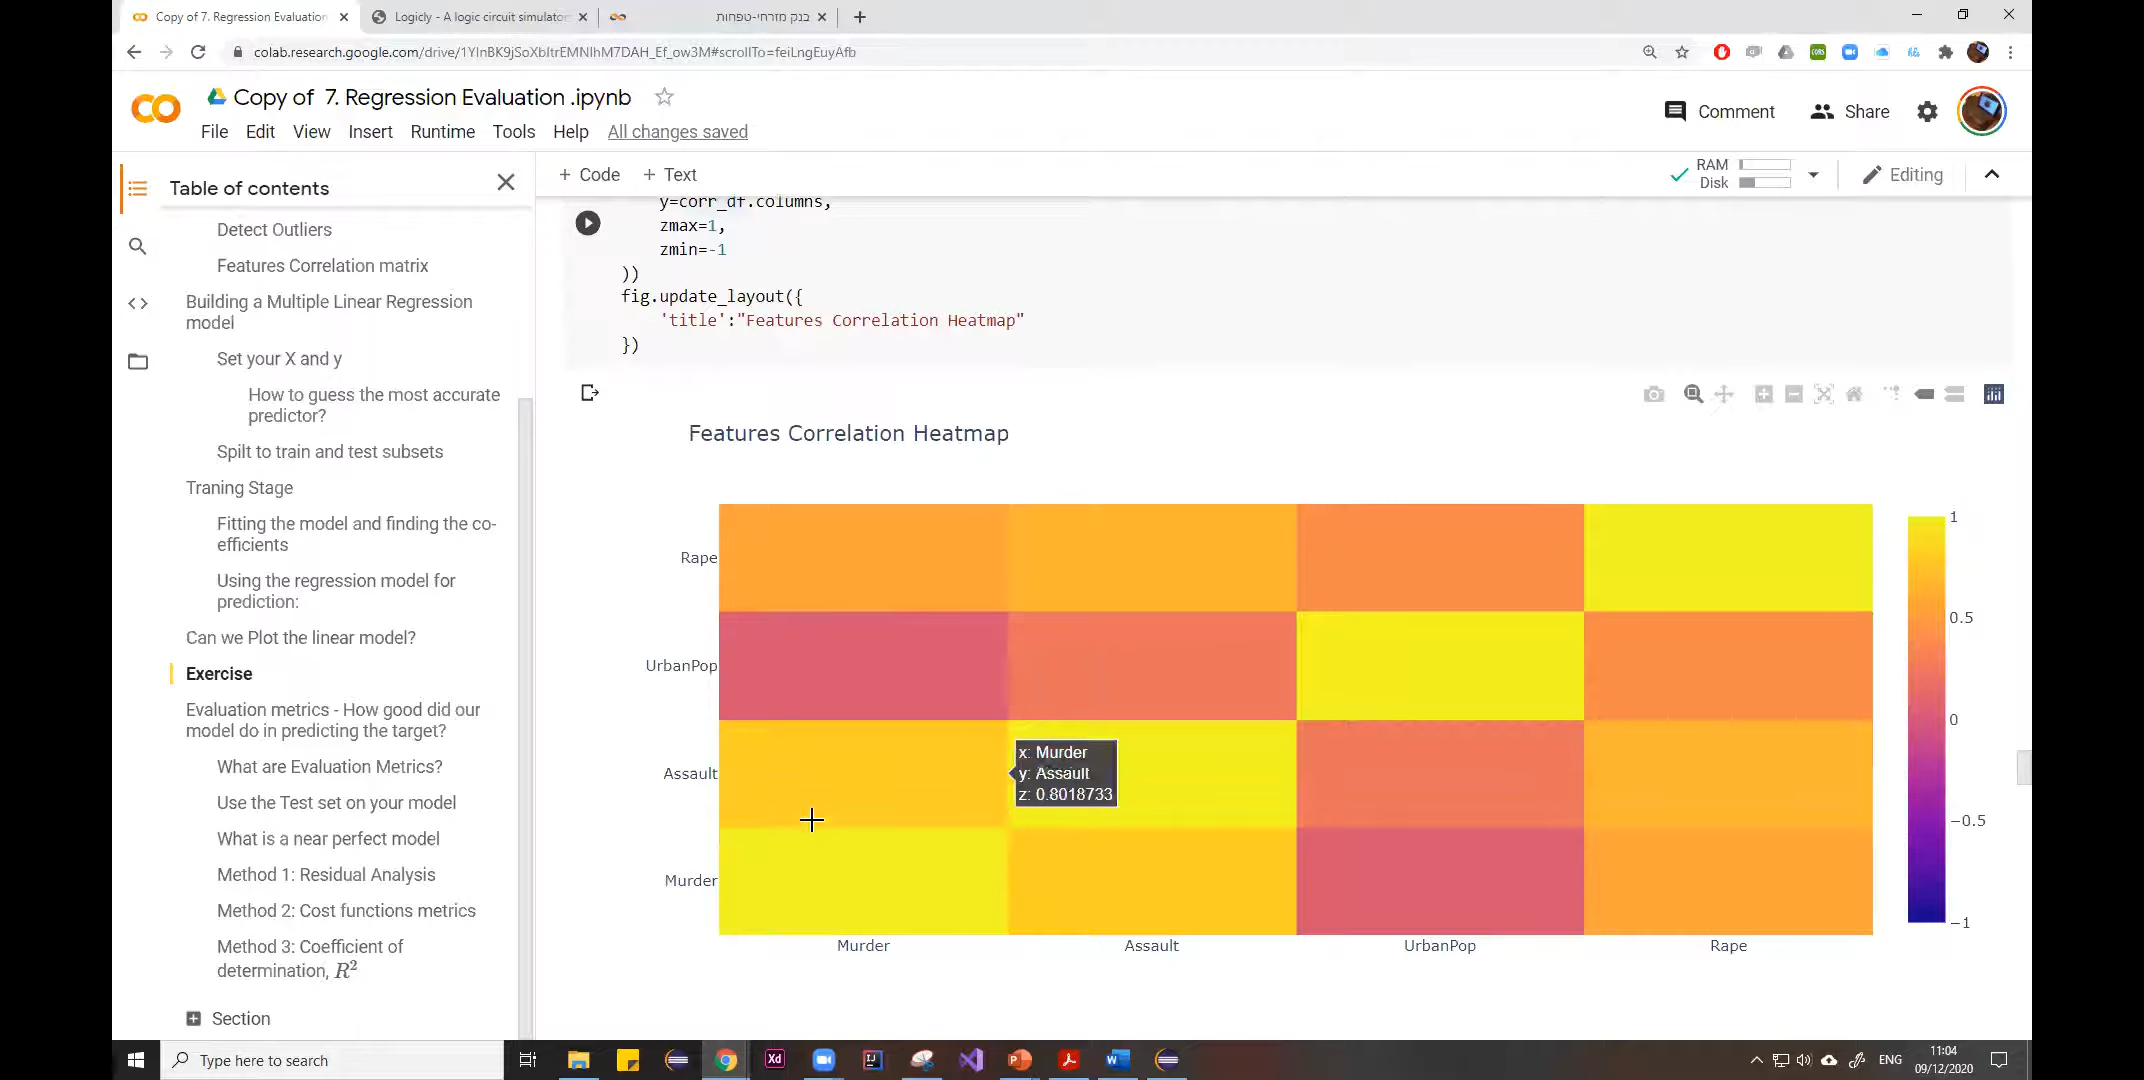 Copy of 7. Regression Evaluation
Logicly - A logic circuit simulator
בנק מזרחי-טפחות
colab.research.google.com/drive/
Copy of 7. Regression Evaluation .ipynb
File Edit View Insert Runtime Tools Help All changes saved
Comment Share
Table of contents
+ Code + Text
RAM
Disk
Editing
Detect Outliers
Features Correlation matrix
Building a Multiple Linear Regression
model
Set your X and y
How to guess the most accurate
predictor?
Spilt to train and test subsets
Traning Stage
Fitting the model and finding the co-
efficients
Using the regression model for
prediction:
Can we Plot the linear model?
Exercise
Evaluation metrics - How good did our
model do in predicting the target?
What are Evaluation Metrics?
Use the Test set on your model
What is a near perfect model
Method 1: Residual Analysis
Method 2: Cost functions metrics
Method 3: Coefficient of
determination, R²
Section
y=corr_df.columns,
zmax=1,
zmin=-1
))
fig.update_layout({
'title':"Features Correlation Heatmap"
})
Features Correlation Heatmap
Rape
UrbanPop
Assault
Murder
x: Murder
y: Assault
z: 0.8018733
Murder Assault UrbanPop Rape
1
0.5
0
−0.5
−1
Type here to search
Xd
IJ
ENG
11:04
09/12/2020